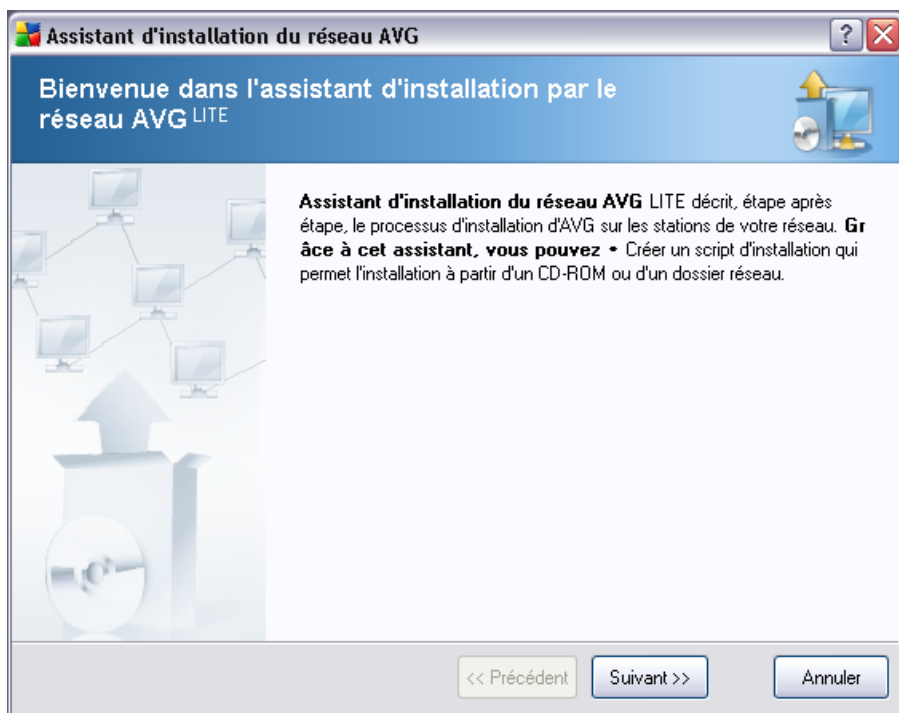 Assistant d'installation du réseau AVG
Bienvenue dans l'assistant d'installation par le
réseau AVG LITE
Assistant d'installation du réseau AVG LITE décrit, étape après
étape, le processus d'installation d'AVG sur les stations de votre réseau. Gr
âce à cet assistant, vous pouvez • Créer un script d'installation qui
permet l'installation à partir d'un CD-ROM ou d'un dossier réseau.
<< Précédent Suivant >> Annuler